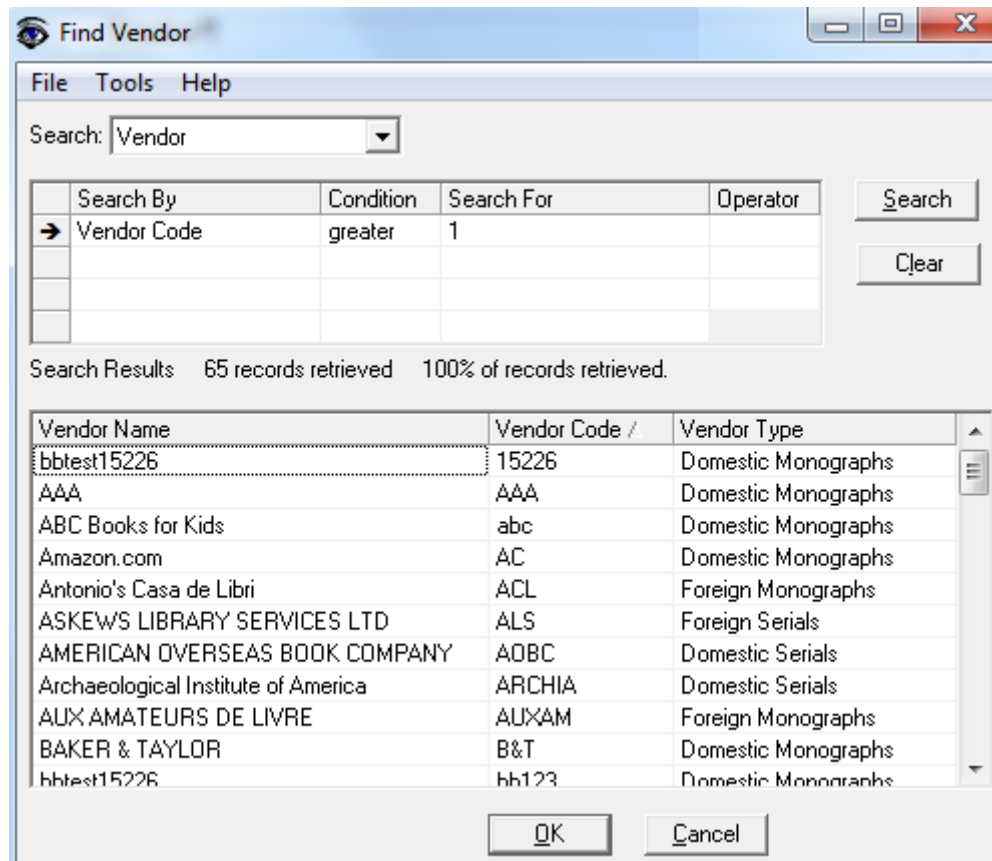 Find Vendor
File Tools Help
Search: Vendor
Search By Condition Search For Operator Search
Vendor Code greater 1
Clear
Search Results 65 records retrieved 100% of records retrieved.
Vendor Name Vendor Code Vendor Type
bbtest15226 15226 Domestic Monographs
AAA AAA Domestic Monographs
ABC Books for Kids abc Domestic Monographs
Amazon.com AC Domestic Monographs
Antonio's Casa de Libri ACL Foreign Monographs
ASKEWS LIBRARY SERVICES LTD ALS Foreign Serials
AMERICAN OVERSEAS BOOK COMPANY AOBC Domestic Serials
Archaeological Institute of America ARCHIA Domestic Serials
AUX AMATEURS DE LIVRE AUXAM Foreign Monographs
BAKER & TAYLOR B&T Domestic Monographs
bbtest15226 bb123 Domestic Monographs
OK Cancel